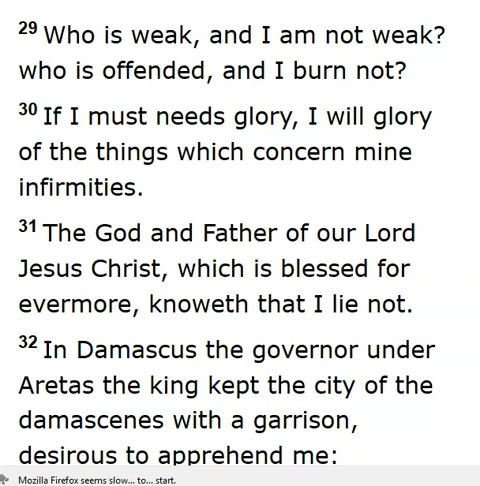 29 Who is weak, and I am not weak?
who is offended, and I burn not?
30 If I must needs glory, I will glory
of the things which concern mine
infirmities.
31 The God and Father of our Lord
Jesus Christ, which is blessed for
evermore, knoweth that I lie not.
32 In Damascus the governor under
Aretas the king kept the city of the
damascenes with a garrison,
desirous to apprehend me:
Mozilla Firefox seems slow... to... start.